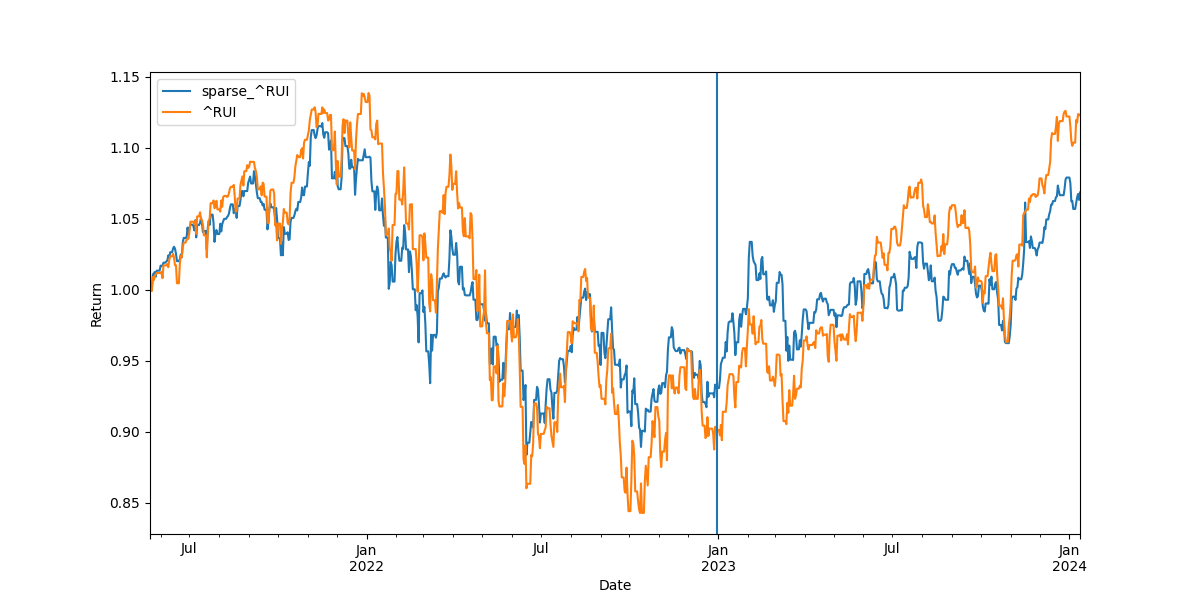 sparse_^RUI
^RUI
1.15
1.10
1.05
1.00
0.95
0.90
0.85
Return
Jul
Jan
2022
Jul
Jan
2023
Jul
Jan
2024
Date